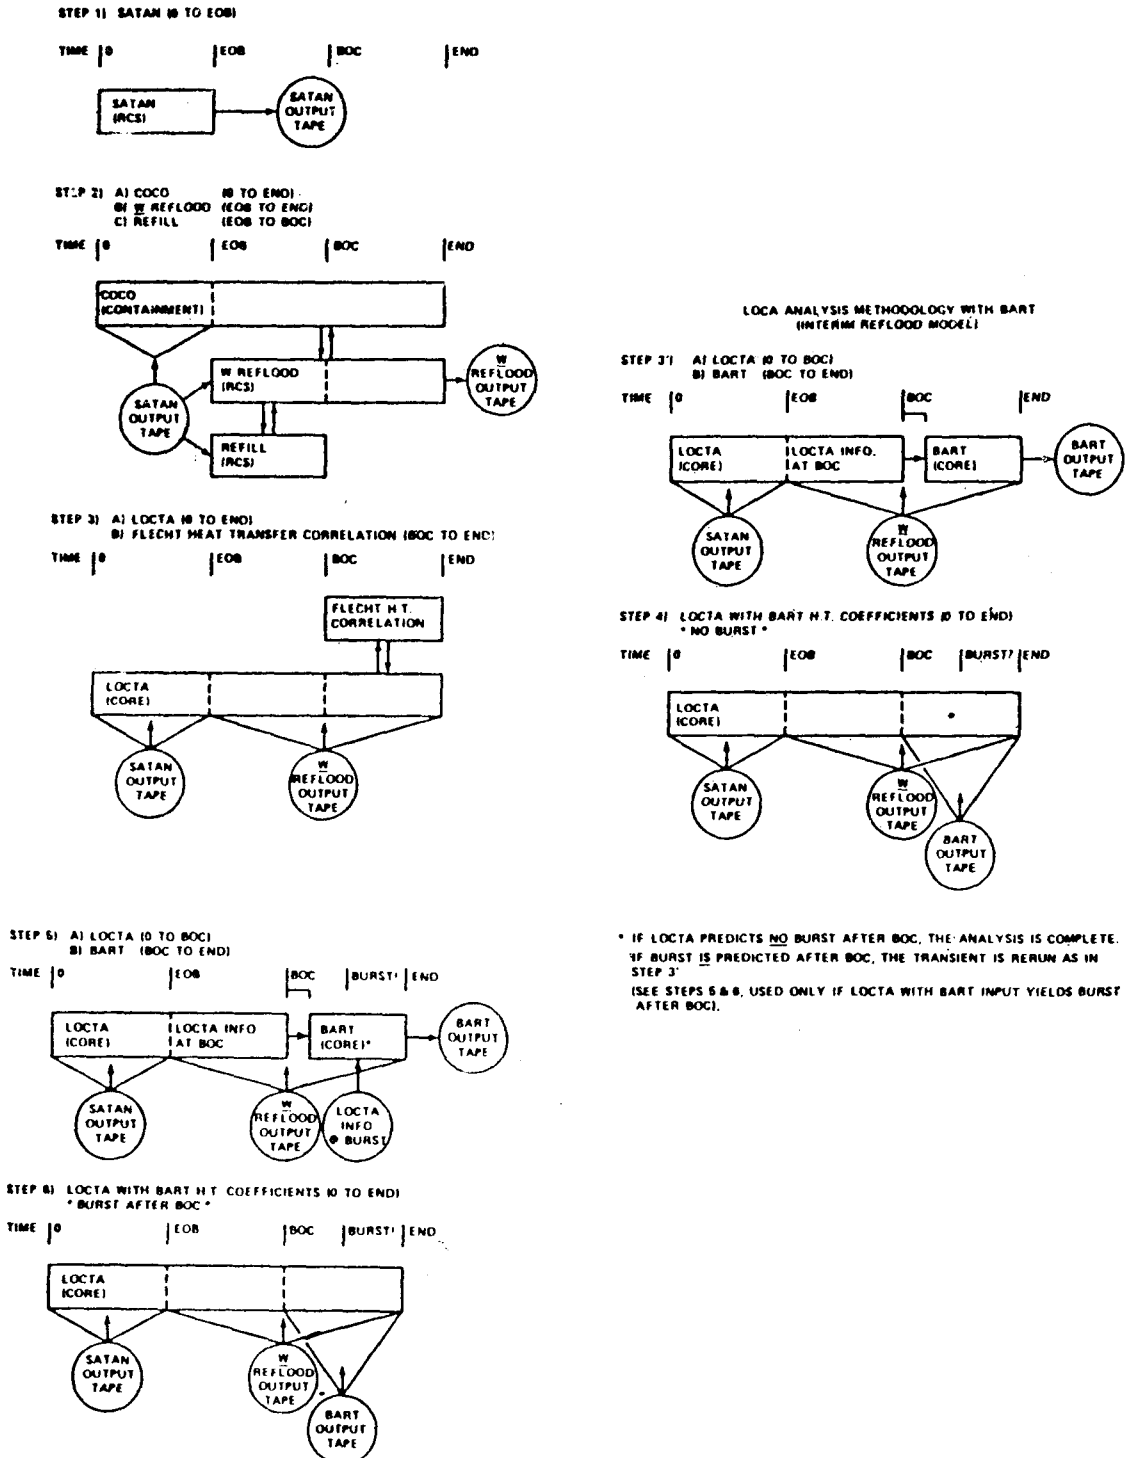 STEP 1) SATAN (0 TO EOB)
TIME 0 EOB BOC END
SATAN
(RCS)
SATAN
OUTPUT
TAPE
STEP 2) A) COCO (0 TO END)
B) W REFLOOD (EOB TO END)
C) REFILL (EOB TO BOC)
TIME 0 EOB BOC END
COCO
(CONTAINMENT)
W REFLOOD
(RCS)
W
REFLOOD
OUTPUT
TAPE
SATAN
OUTPUT
TAPE
REFILL
(RCS)
STEP 3) A) LOCTA (0 TO END)
B) FLECHT HEAT TRANSFER CORRELATION (BOC TO END)
TIME 0 EOB BOC END
FLECHT H.T.
CORRELATION
LOCTA
(CORE)
SATAN
OUTPUT
TAPE
W
REFLOOD
OUTPUT
TAPE
LOCA ANALYSIS METHODOLOGY WITH BART
(INTERIM REFLOOD MODEL)
STEP 3') A) LOCTA (0 TO BOC)
B) BART (BOC TO END)
TIME 0 EOB BOC END
LOCTA
(CORE)
LOCTA INFO.
AT BOC
BART
(CORE)
BART
OUTPUT
TAPE
SATAN
OUTPUT
TAPE
W
REFLOOD
OUTPUT
TAPE
STEP 4) LOCTA WITH BART H.T. COEFFICIENTS (0 TO END)
* NO BURST *
TIME 0 EOB BOC BURST? END
LOCTA
(CORE)
*
SATAN
OUTPUT
TAPE
W
REFLOOD
OUTPUT
TAPE
BART
OUTPUT
TAPE
* IF LOCTA PREDICTS NO BURST AFTER BOC, THE ANALYSIS IS COMPLETE.
IF BURST IS PREDICTED AFTER BOC, THE TRANSIENT IS RERUN AS IN
STEP 3'
(SEE STEPS 5 & 6, USED ONLY IF LOCTA WITH BART INPUT YIELDS BURST
AFTER BOC).
STEP 5) A) LOCTA (0 TO BOC)
B) BART (BOC TO END)
TIME 0 EOB BOC BURST! END
LOCTA
(CORE)
LOCTA INFO
AT BOC
BART
(CORE)*
BART
OUTPUT
TAPE
SATAN
OUTPUT
TAPE
W
REFLOOD
OUTPUT
TAPE
LOCTA
INFO
@ BURST
STEP 6) LOCTA WITH BART H.T. COEFFICIENTS (0 TO END)
* BURST AFTER BOC *
TIME 0 EOB BOC BURST! END
LOCTA
(CORE)
SATAN
OUTPUT
TAPE
W
REFLOOD
OUTPUT
TAPE
BART
OUTPUT
TAPE